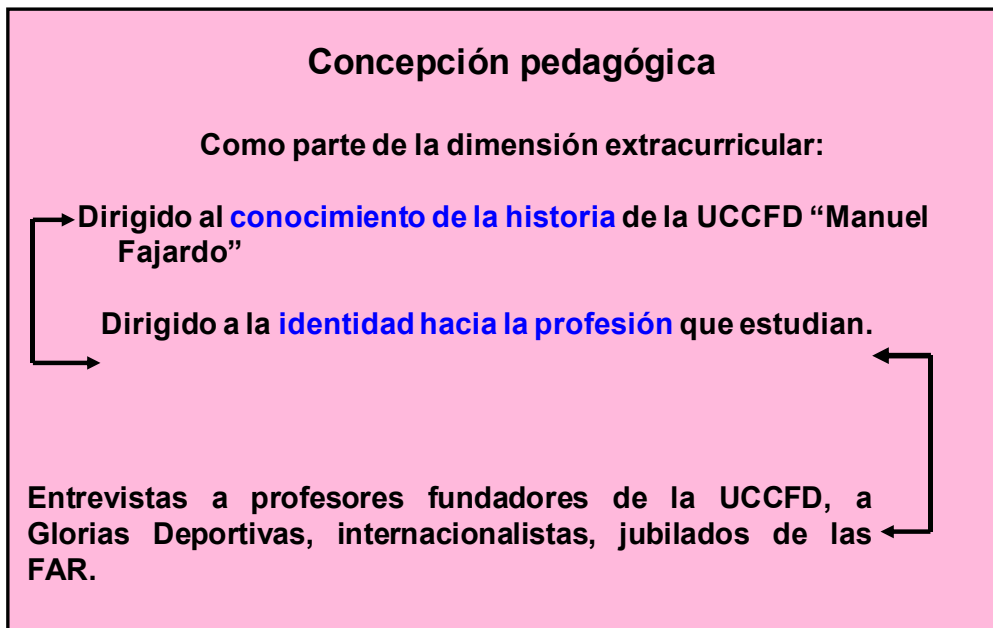 Concepción pedagógica
Como parte de la dimensión extracurricular:
Dirigido al conocimiento de la historia de la UCCFD “Manuel
Fajardo”
Dirigido a la identidad hacia la profesión que estudian.
Entrevistas a profesores fundadores de la UCCFD, a
Glorias Deportivas, internacionalistas, jubilados de las
FAR.